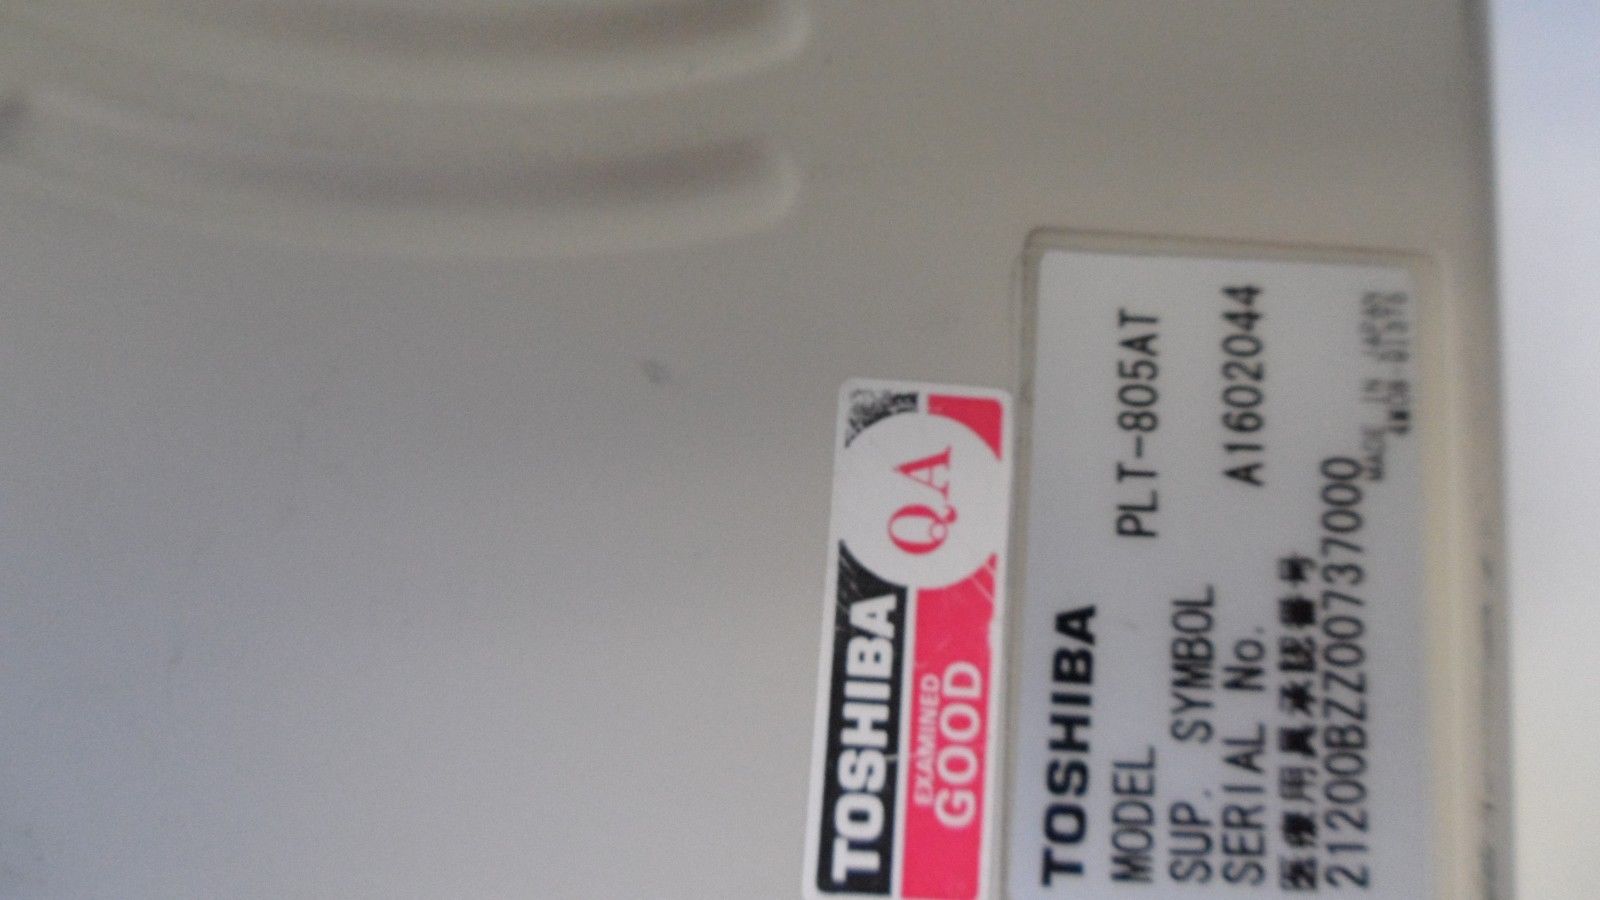 TOSHIBA
EXAMINED
GOOD
QA
TOSHIBA
MODEL PLT-805AT
SUP. SYMBOL
SERIAL No. A1602044
医療用具承認番号
21200BZZ00737000
MADE IN JAPAN